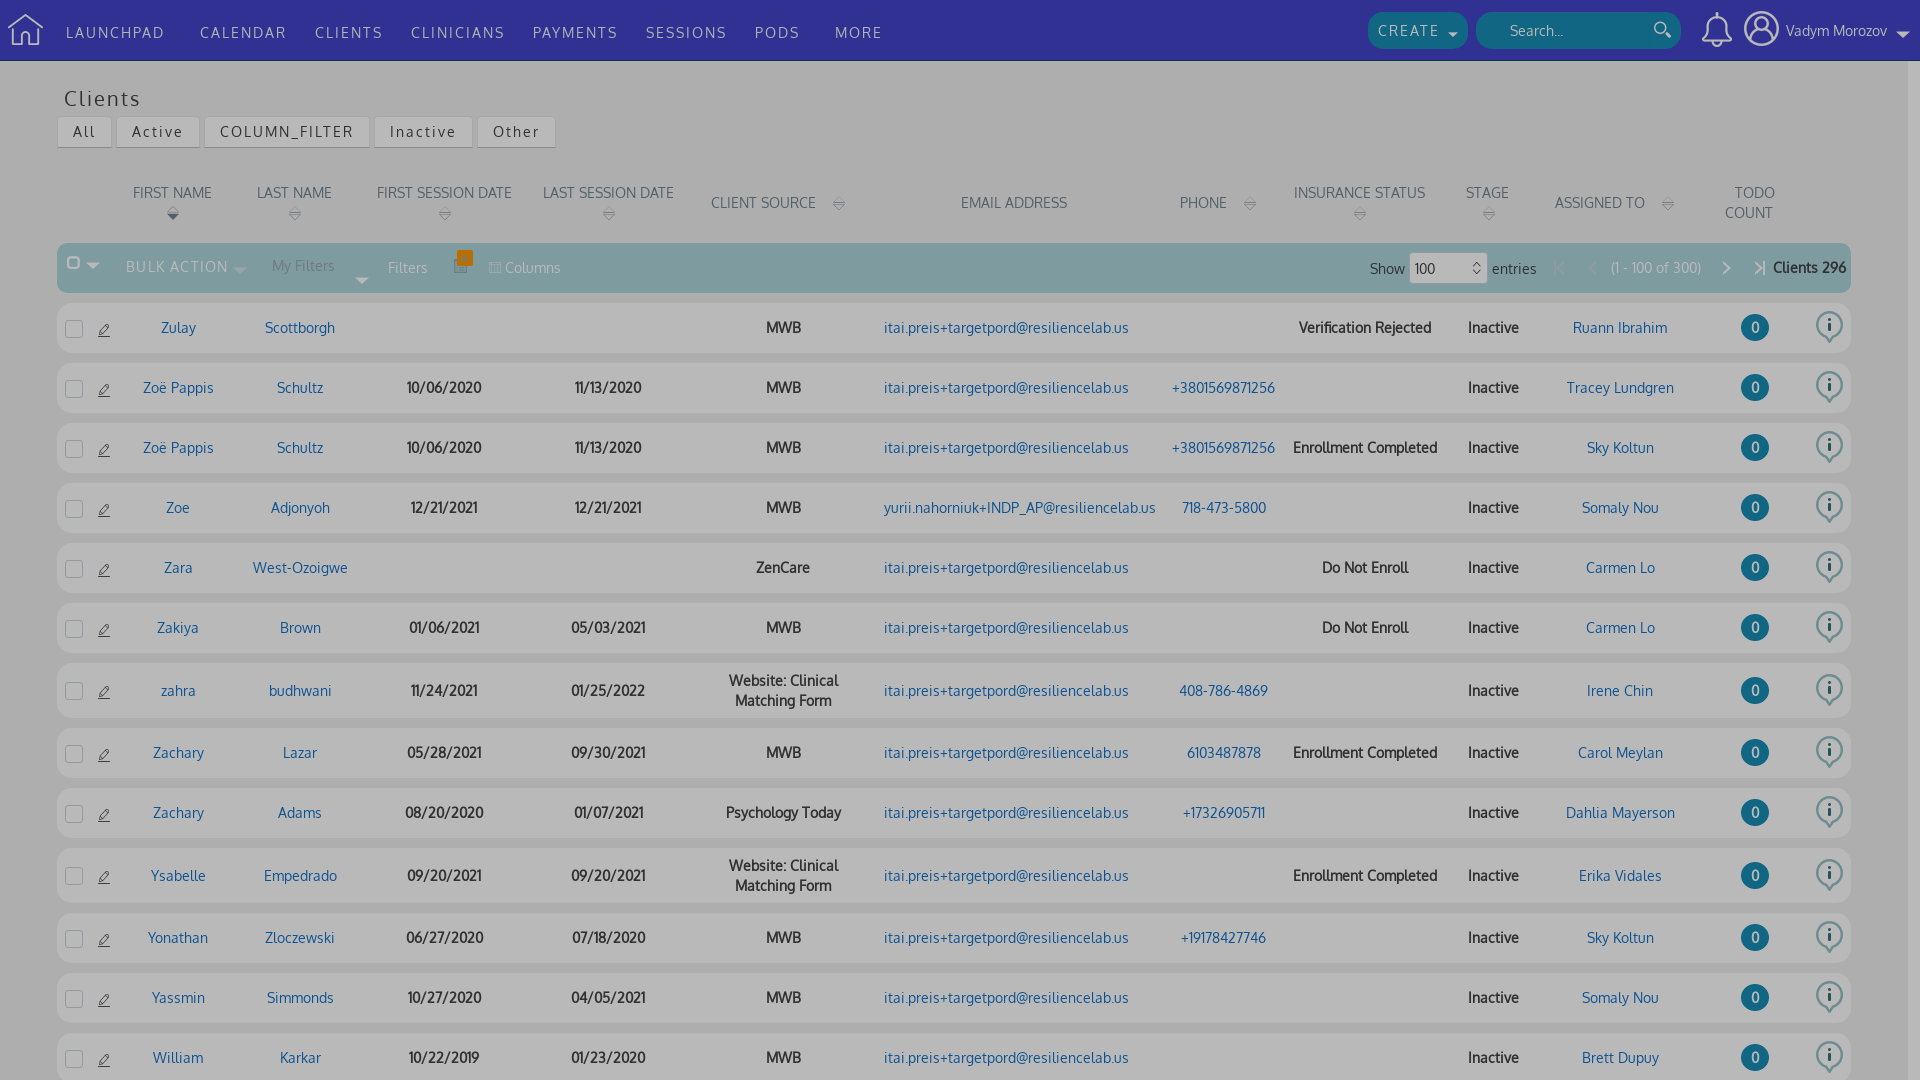 LAUNCHPAD CALENDAR CLIENTS CLINICIANS PAYMENTS SESSIONS PODS MORE CREATE Search... Vadym Morozov
Clients
All Active COLUMN_FILTER Inactive Other
FIRST NAME LAST NAME FIRST SESSION DATE LAST SESSION DATE CLIENT SOURCE EMAIL ADDRESS PHONE INSURANCE STATUS STAGE ASSIGNED TO TODO COUNT
BULK ACTION My Filters Filters Columns Show 100 entries (1 - 100 of 300) Clients 296
Zulay Scottborgh MWB itai.preis+targetpord@resiliencelab.us Verification Rejected Inactive Ruann Ibrahim 0
Zoë Pappis Schultz 10/06/2020 11/13/2020 MWB itai.preis+targetpord@resiliencelab.us +3801569871256 Inactive Tracey Lundgren 0
Zoë Pappis Schultz 10/06/2020 11/13/2020 MWB itai.preis+targetpord@resiliencelab.us +3801569871256 Enrollment Completed Inactive Sky Koltun 0
Zoe Adjonyoh 12/21/2021 12/21/2021 MWB yurii.nahorniuk+INDP_AP@resiliencelab.us 718-473-5800 Inactive Somaly Nou 0
Zara West-Ozoigwe ZenCare itai.preis+targetpord@resiliencelab.us Do Not Enroll Inactive Carmen Lo 0
Zakiya Brown 01/06/2021 05/03/2021 MWB itai.preis+targetpord@resiliencelab.us Do Not Enroll Inactive Carmen Lo 0
zahra budhwani 11/24/2021 01/25/2022 Website: Clinical Matching Form itai.preis+targetpord@resiliencelab.us 408-786-4869 Inactive Irene Chin 0
Zachary Lazar 05/28/2021 09/30/2021 MWB itai.preis+targetpord@resiliencelab.us 6103487878 Enrollment Completed Inactive Carol Meylan 0
Zachary Adams 08/20/2020 01/07/2021 Psychology Today itai.preis+targetpord@resiliencelab.us +17326905711 Inactive Dahlia Mayerson 0
Ysabelle Empedrado 09/20/2021 09/20/2021 Website: Clinical Matching Form itai.preis+targetpord@resiliencelab.us Enrollment Completed Inactive Erika Vidales 0
Yonathan Zloczewski 06/27/2020 07/18/2020 MWB itai.preis+targetpord@resiliencelab.us +19178427746 Inactive Sky Koltun 0
Yassmin Simmonds 10/27/2020 04/05/2021 MWB itai.preis+targetpord@resiliencelab.us Inactive Somaly Nou 0
William Karkar 10/22/2019 01/23/2020 MWB itai.preis+targetpord@resiliencelab.us Inactive Brett Dupuy 0